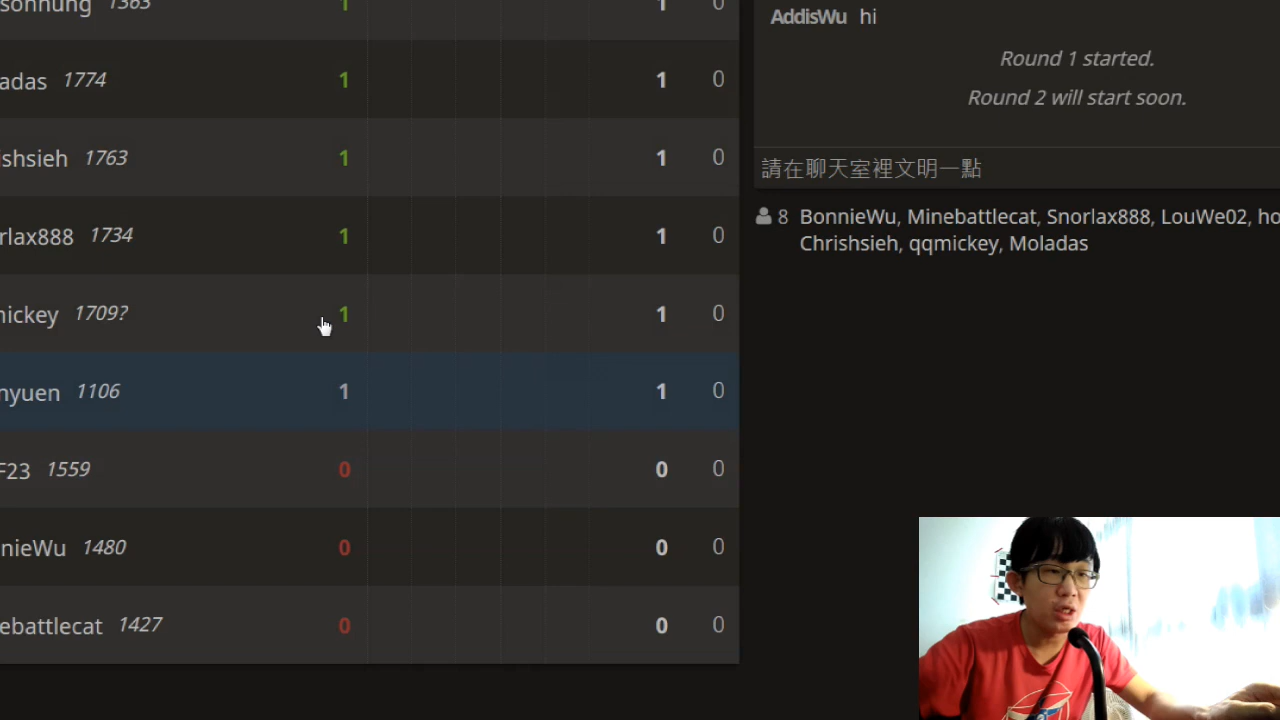 sonhung 1383 1 1 0
adas 1774 1 1 0
ishsieh 1763 1 1 0
rlax888 1734 1 1 0
nickey 1709? 1 1 0
nyuen 1106 1 1 0
F23 1559 0 0 0
nieWu 1480 0 0 0
ebattlecat 1427 0 0 0
AddisWu hi
Round 1 started.
Round 2 will start soon.
請在聊天室裡文明一點
8 BonnieWu, Minebattlecat, Snorlax888, LouWe02, ho
Chrishsieh, qqmickey, Moladas